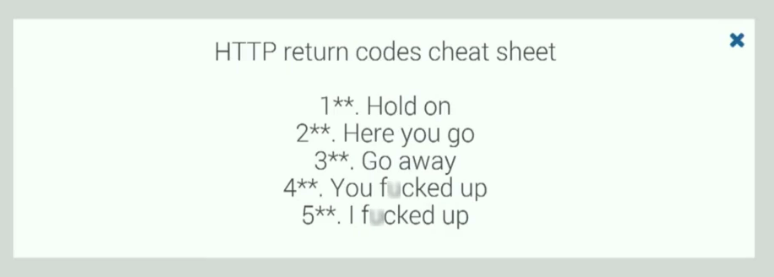 HTTP return codes cheat sheet
1**. Hold on
2**. Here you go
3**. Go away
4**. You fucked up
5**. I fucked up